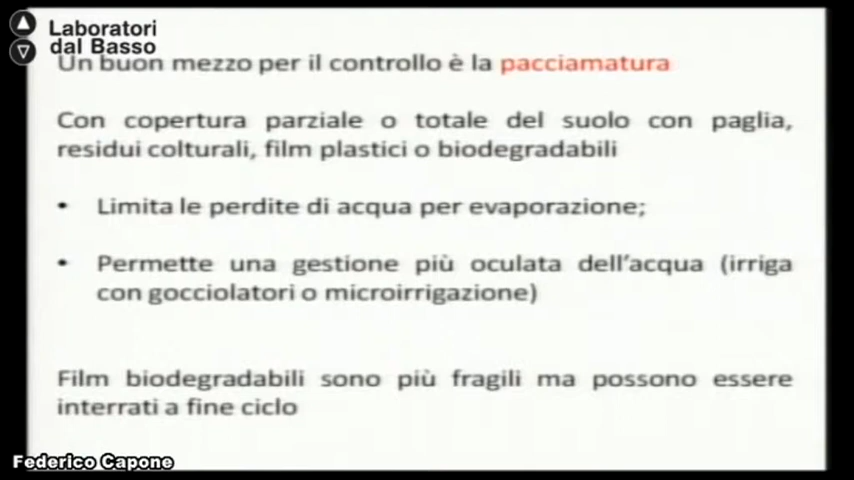 Laboratori
dal Basso
Un buon mezzo per il controllo è la pacciamatura
Con copertura parziale o totale del suolo con paglia,
residui colturali, film plastici o biodegradabili
• Limita le perdite di acqua per evaporazione;
• Permette una gestione più oculata dell'acqua (irriga
con gocciolatori o microirrigazione)
Film biodegradabili sono più fragili ma possono essere
interrati a fine ciclo
Federico Capone